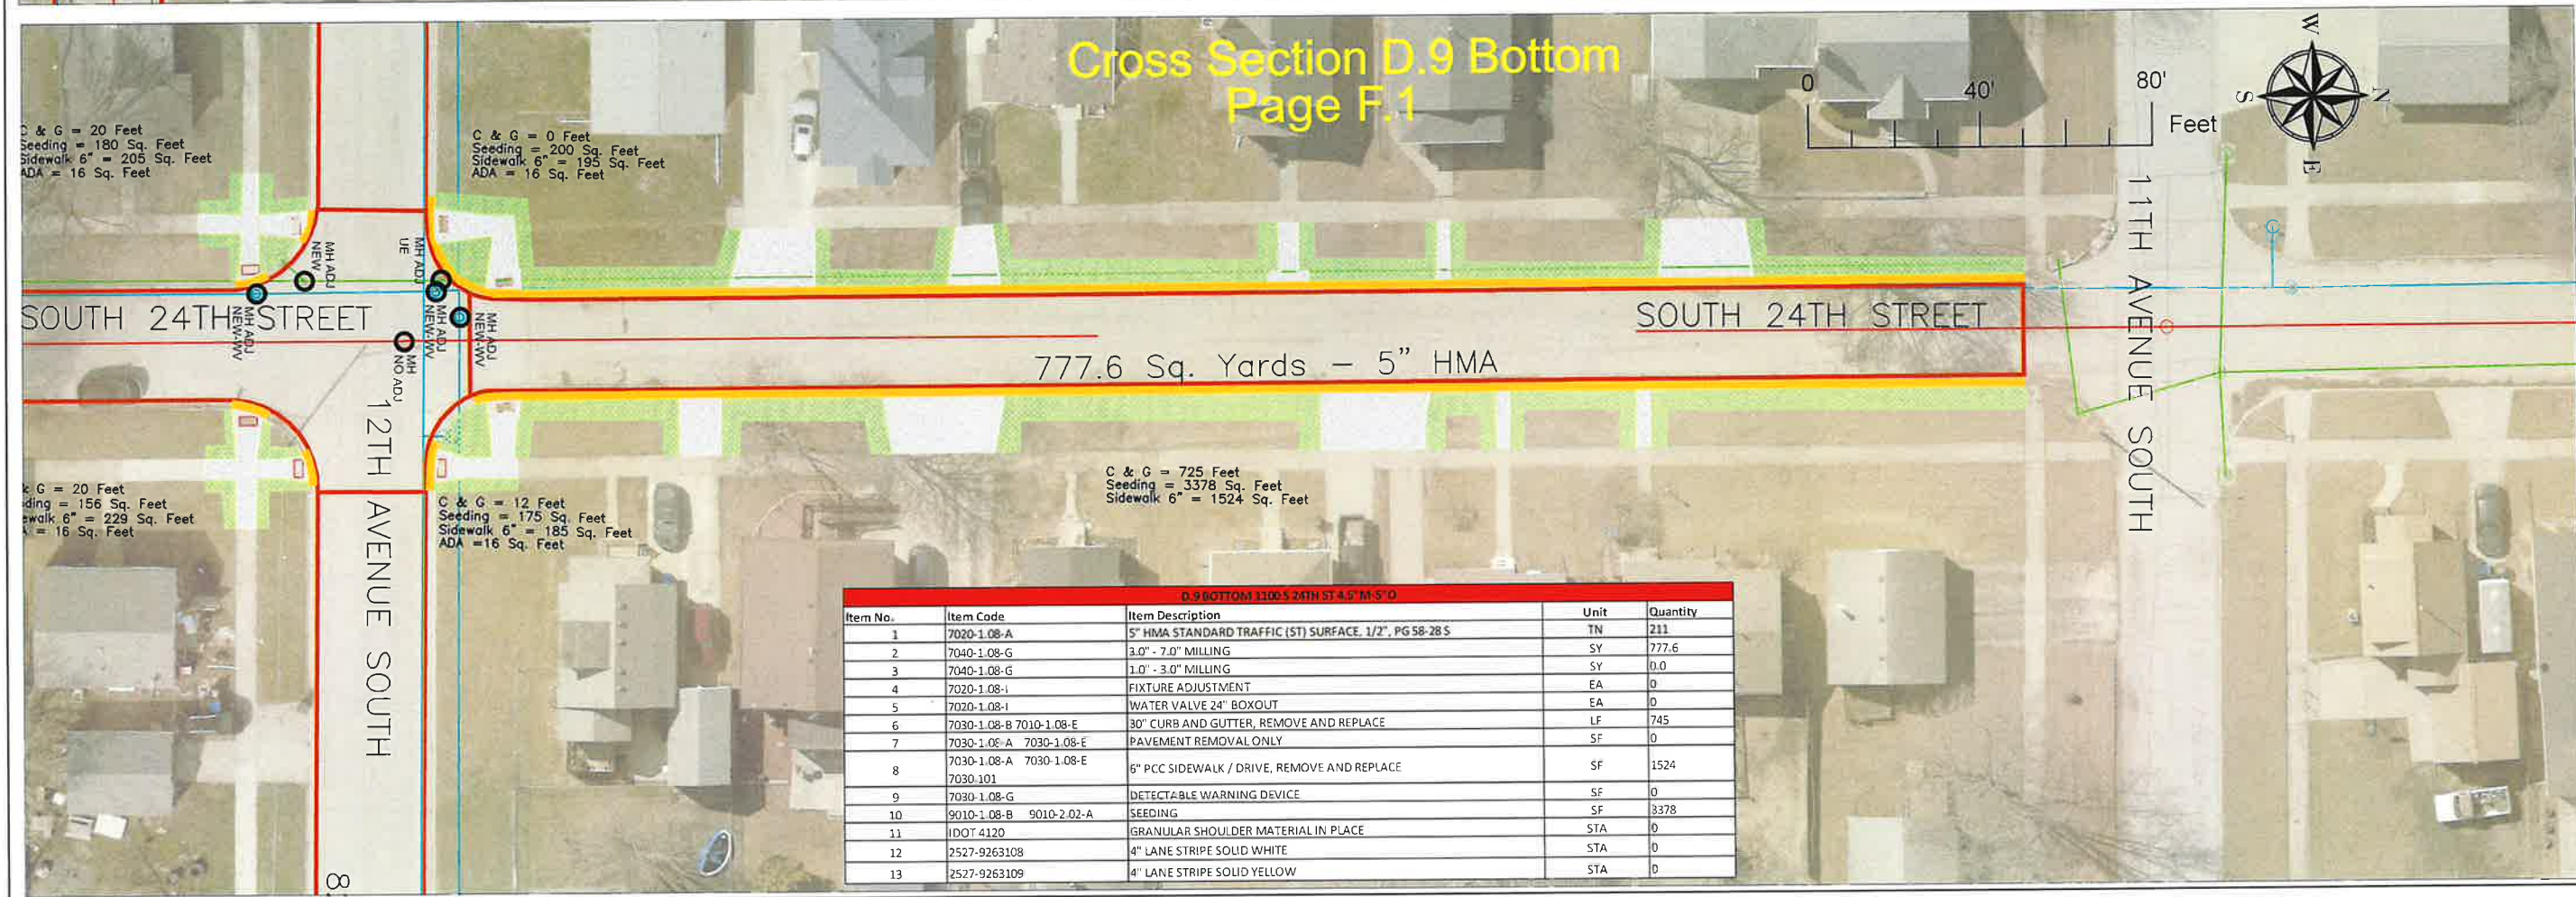 Cross Section D.9 Bottom
Page F.1
0 40' 80'
Feet
W
S N
E
C & G = 20 Feet
Seeding = 180 Sq. Feet
Sidewalk 6" = 205 Sq. Feet
ADA = 16 Sq. Feet
C & G = 0 Feet
Seeding = 200 Sq. Feet
Sidewalk 6" = 195 Sq. Feet
ADA = 16 Sq. Feet
MH ADJ
NEW
MH ADJ
UE
MH ADJ
NEW-WV
MH ADJ
NEW-WV
MH ADJ
NEW-WV
MH
NO ADJ
SOUTH 24TH STREET
SOUTH 24TH STREET
777.6 Sq. Yards – 5" HMA
12TH AVENUE SOUTH
11TH AVENUE SOUTH
G = 20 Feet
ding = 156 Sq. Feet
ewalk 6" = 229 Sq. Feet
= 16 Sq. Feet
C & G = 12 Feet
Seeding = 175 Sq. Feet
Sidewalk 6" = 185 Sq. Feet
ADA =16 Sq. Feet
C & G = 725 Feet
Seeding = 3378 Sq. Feet
Sidewalk 6" = 1524 Sq. Feet
D.9 BOTTOM 1100 S 24TH ST 4.5" M-5" O
Item No. Item Code Item Description Unit Quantity
1 7020-1.08-A 5" HMA STANDARD TRAFFIC (ST) SURFACE, 1/2", PG 58-28 S TN 211
2 7040-1.08-G 3.0" - 7.0" MILLING SY 777.6
3 7040-1.08-G 1.0" - 3.0" MILLING SY 0.0
4 7020-1.08-I FIXTURE ADJUSTMENT EA 0
5 7020-1.08-I WATER VALVE 24" BOXOUT EA 0
6 7030-1.08-B 7010-1.08-E 30" CURB AND GUTTER, REMOVE AND REPLACE LF 745
7 7030-1.08-A 7030-1.08-E PAVEMENT REMOVAL ONLY SF 0
8 7030-1.08-A 7030-1.08-E 7030-101 6" PCC SIDEWALK / DRIVE, REMOVE AND REPLACE SF 1524
9 7030-1.08-G DETECTABLE WARNING DEVICE SF 0
10 9010-1.08-B 9010-2.02-A SEEDING SF 3378
11 IDOT 4120 GRANULAR SHOULDER MATERIAL IN PLACE STA 0
12 2527-9263108 4" LANE STRIPE SOLID WHITE STA 0
13 2527-9263109 4" LANE STRIPE SOLID YELLOW STA 0